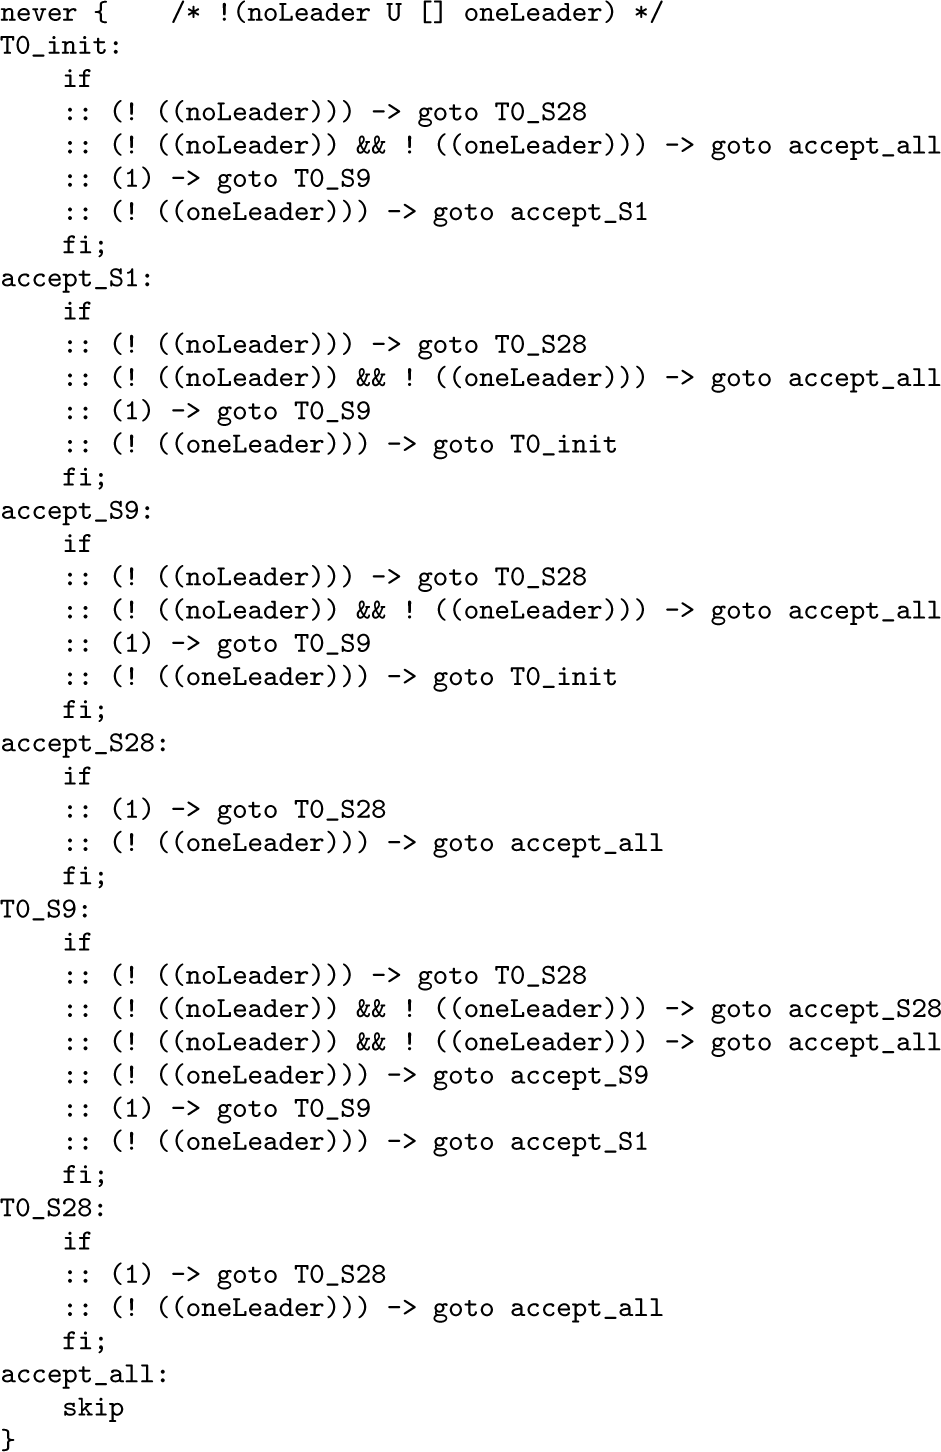 never {    /* !(noLeader U [] oneLeader) */
T0_init:
    if
    :: (! ((noLeader))) -> goto T0_S28
    :: (! ((noLeader)) && ! ((oneLeader))) -> goto accept_all
    :: (1) -> goto T0_S9
    :: (! ((oneLeader))) -> goto accept_S1
    fi;
accept_S1:
    if
    :: (! ((noLeader))) -> goto T0_S28
    :: (! ((noLeader)) && ! ((oneLeader))) -> goto accept_all
    :: (1) -> goto T0_S9
    :: (! ((oneLeader))) -> goto T0_init
    fi;
accept_S9:
    if
    :: (! ((noLeader))) -> goto T0_S28
    :: (! ((noLeader)) && ! ((oneLeader))) -> goto accept_all
    :: (1) -> goto T0_S9
    :: (! ((oneLeader))) -> goto T0_init
    fi;
accept_S28:
    if
    :: (1) -> goto T0_S28
    :: (! ((oneLeader))) -> goto accept_all
    fi;
T0_S9:
    if
    :: (! ((noLeader))) -> goto T0_S28
    :: (! ((noLeader)) && ! ((oneLeader))) -> goto accept_S28
    :: (! ((noLeader)) && ! ((oneLeader))) -> goto accept_all
    :: (! ((oneLeader))) -> goto accept_S9
    :: (1) -> goto T0_S9
    :: (! ((oneLeader))) -> goto accept_S1
    fi;
T0_S28:
    if
    :: (1) -> goto T0_S28
    :: (! ((oneLeader))) -> goto accept_all
    fi;
accept_all:
    skip
}